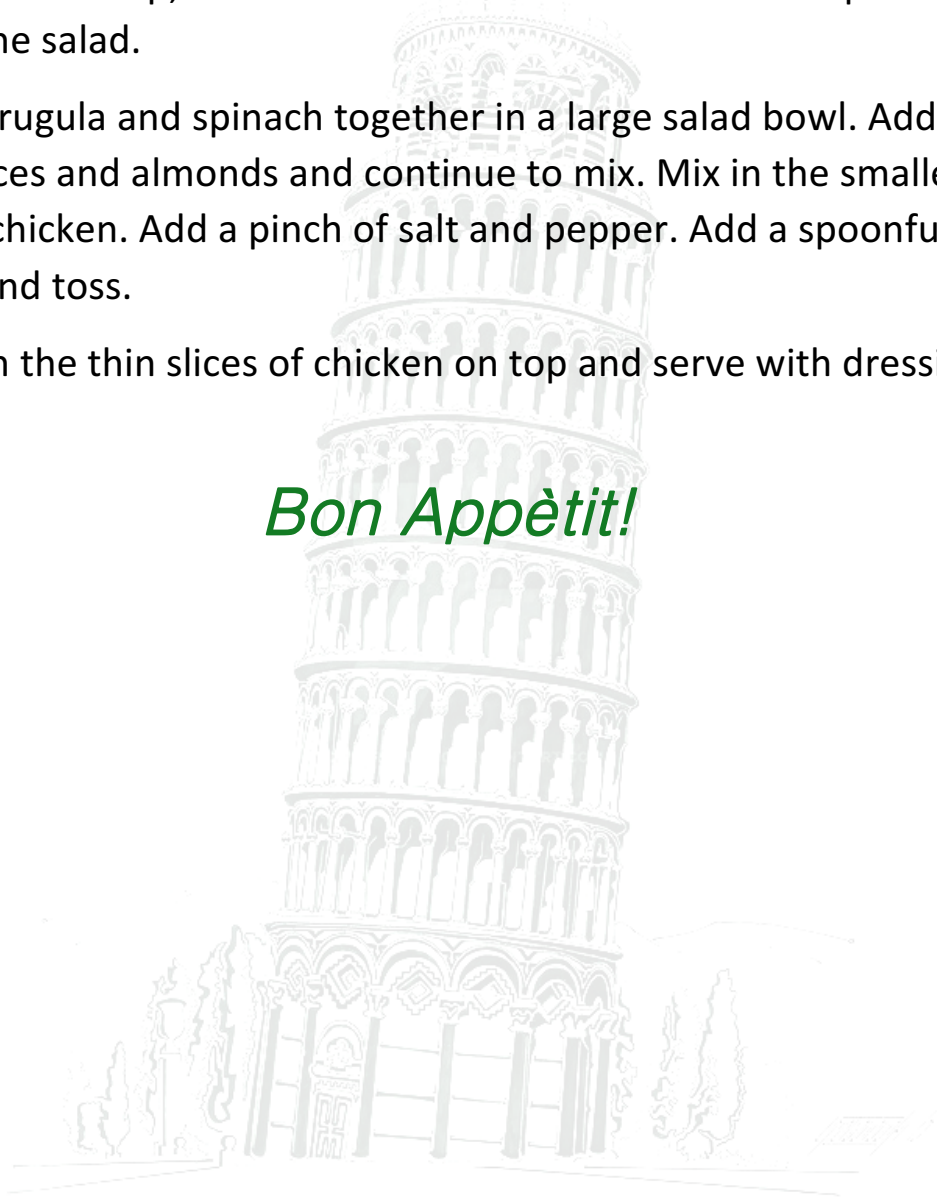 ne salad.
rugula and spinach together in a large salad bowl. Add
ces and almonds and continue to mix. Mix in the smalle
chicken. Add a pinch of salt and pepper. Add a spoonfu
nd toss.
the thin slices of chicken on top and serve with dressi
Bon Appètit!